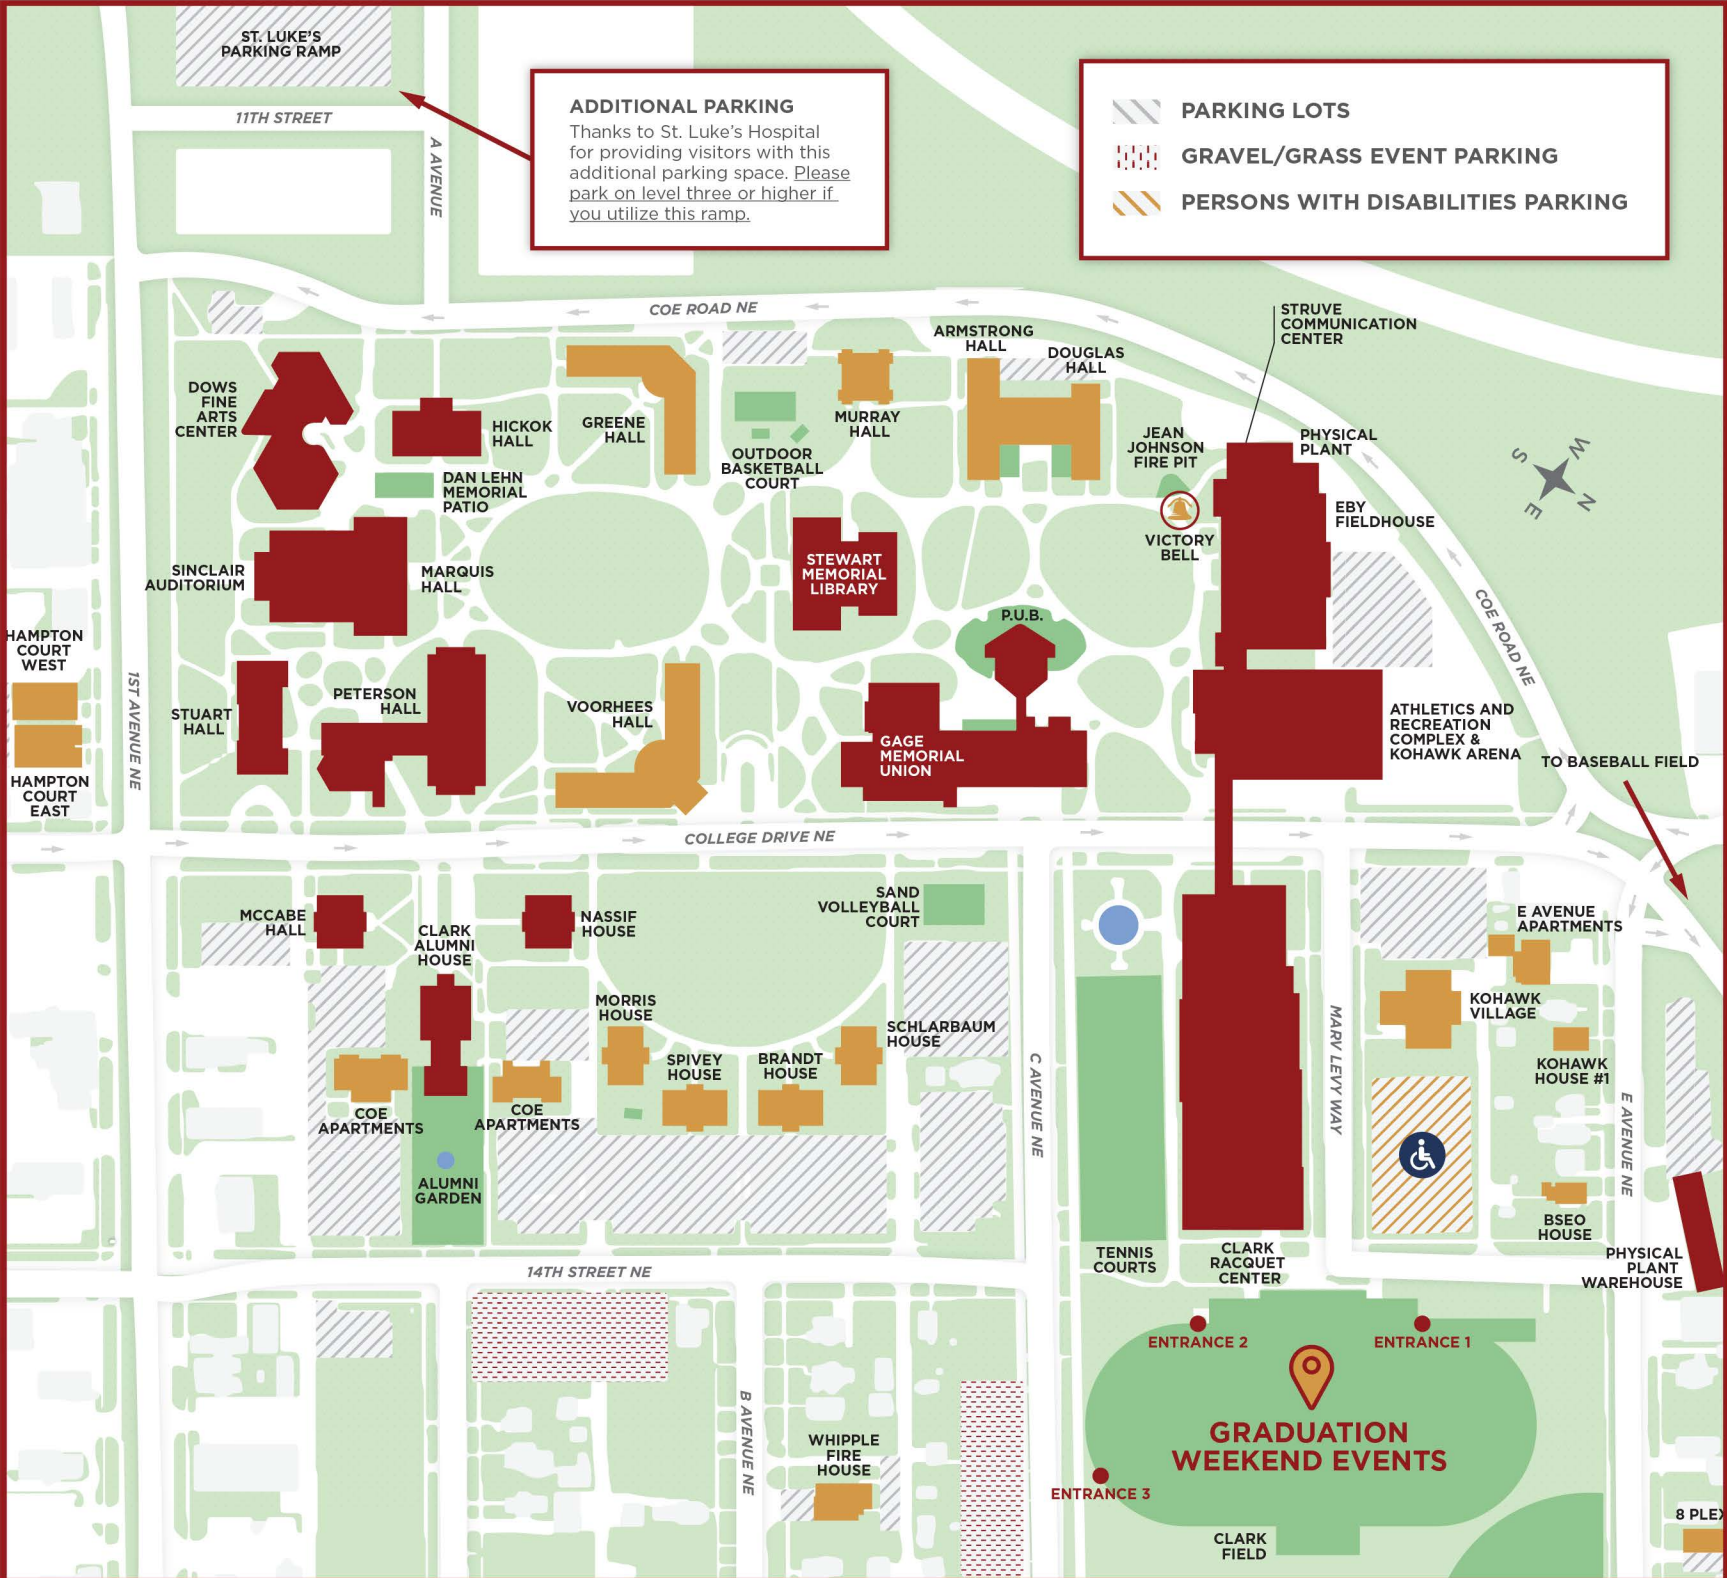 ST. LUKE'S
PARKING RAMP
11TH STREET
A AVENUE
ADDITIONAL PARKING
Thanks to St. Luke's Hospital
for providing visitors with this
additional parking space. Please
park on level three or higher if
you utilize this ramp.
PARKING LOTS
GRAVEL/GRASS EVENT PARKING
PERSONS WITH DISABILITIES PARKING
COE ROAD NE
STRUVE
COMMUNICATION
CENTER
ARMSTRONG
HALL
DOUGLAS
HALL
DOWS
FINE
ARTS
CENTER
HICKOK
HALL
GREENE
HALL
MURRAY
HALL
OUTDOOR
BASKETBALL
COURT
JEAN
JOHNSON
FIRE PIT
PHYSICAL
PLANT
S
W
N
E
DAN LEHN
MEMORIAL
PATIO
EBY
FIELDHOUSE
VICTORY
BELL
SINCLAIR
AUDITORIUM
MARQUIS
HALL
STEWART
MEMORIAL
LIBRARY
COE ROAD NE
P.U.B.
HAMPTON
COURT
WEST
1ST AVENUE NE
PETERSON
HALL
STUART
HALL
VOORHEES
HALL
GAGE
MEMORIAL
UNION
ATHLETICS AND
RECREATION
COMPLEX &
KOHAWK ARENA
TO BASEBALL FIELD
HAMPTON
COURT
EAST
COLLEGE DRIVE NE
MCCABE
HALL
CLARK
ALUMNI
HOUSE
NASSIF
HOUSE
SAND
VOLLEYBALL
COURT
E AVENUE
APARTMENTS
MORRIS
HOUSE
SCHLARBAUM
HOUSE
KOHAWK
VILLAGE
SPIVEY
HOUSE
BRANDT
HOUSE
C AVENUE NE
MARV LEVY WAY
KOHAWK
HOUSE #1
E AVENUE NE
COE
APARTMENTS
COE
APARTMENTS
ALUMNI
GARDEN
BSEO
HOUSE
TENNIS
COURTS
CLARK
RACQUET
CENTER
PHYSICAL
PLANT
WAREHOUSE
14TH STREET NE
ENTRANCE 2
ENTRANCE 1
GRADUATION
WEEKEND EVENTS
B AVENUE NE
WHIPPLE
FIRE
HOUSE
ENTRANCE 3
CLARK
FIELD
8 PLEX